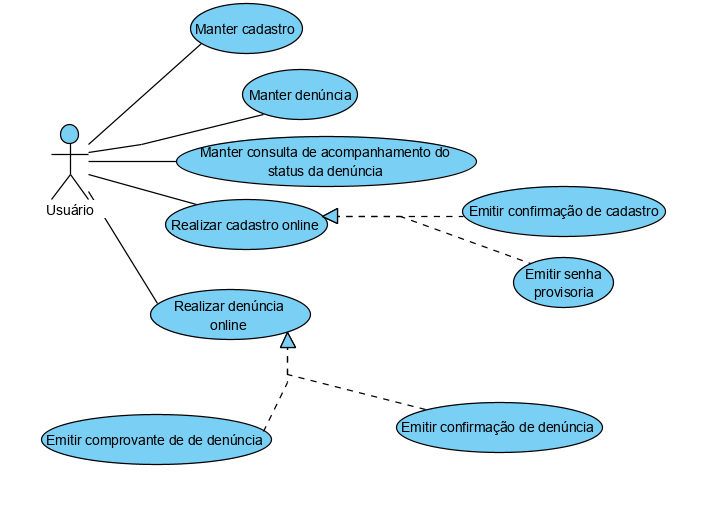 Manter cadastro
Manter denúncia
Manter consulta de acompanhamento do
status da denúncia
Usuário
Realizar cadastro online
Emitir confirmação de cadastro
Emitir senha
provisoria
Realizar denúncia
online
Emitir comprovante de de denúncia
Emitir confirmação de denúncia